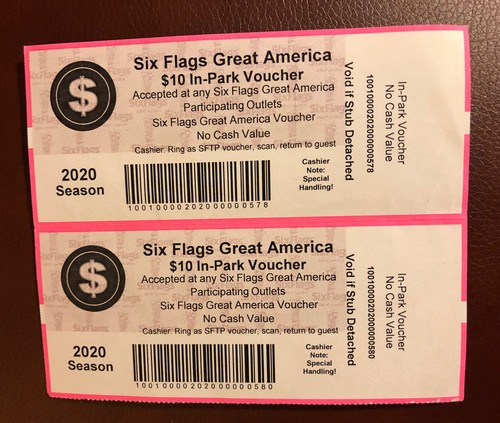 $
Six Flags Great America
$10 In-Park Voucher
Accepted at any Six Flags Great America
Participating Outlets
Six Flags Great America Voucher
No Cash Value
Cashier: Ring as SFTP voucher, scan, return to guest
2020
Season
10010000202000000578
Cashier
Note:
Special
Handling!
Void if Stub Detached
10010000202000000578
In-Park Voucher
No Cash Value
$
Six Flags Great America
$10 In-Park Voucher
Accepted at any Six Flags Great America
Participating Outlets
Six Flags Great America Voucher
No Cash Value
Cashier: Ring as SFTP voucher, scan, return to guest
2020
Season
10010000202000000580
Cashier
Note:
Special
Handling!
Void if Stub Detached
10010000202000000580
In-Park Voucher
No Cash Value